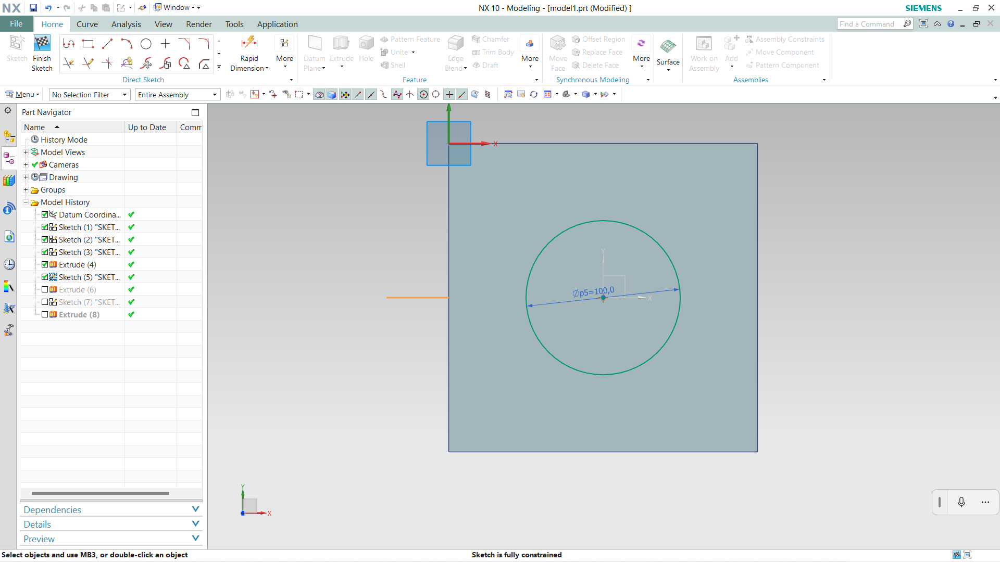 NX
Window
NX 10 - Modeling - [model1.prt (Modified) ]
SIEMENS
File
Home
Curve
Analysis
View
Render
Tools
Application
Find a Command
Sketch
Finish
Sketch
Direct Sketch
Rapid
Dimension
More
Datum
Plane
Extrude
Hole
Pattern Feature
Unite
Shell
Edge
Blend
Chamfer
Trim Body
Draft
More
Feature
Move
Face
Offset Region
Replace Face
Delete Face
More
Synchronous Modeling
Surface
Work on
Assembly
Add
Assembly Constraints
Move Component
Pattern Component
Assemblies
Menu
No Selection Filter
Entire Assembly
Part Navigator
Name
Up to Date
Comm
History Mode
Model Views
Cameras
Drawing
Groups
Model History
Datum Coordina...
Sketch (1) "SKET...
Sketch (2) "SKET...
Sketch (3) "SKET...
Extrude (4)
Sketch (5) "SKET...
Extrude (6)
Sketch (7) "SKET...
Extrude (8)
Dependencies
Details
Preview
X
Y
∅p5=100,0
X
Y
X
Select objects and use MB3, or double-click an object
Sketch is fully constrained